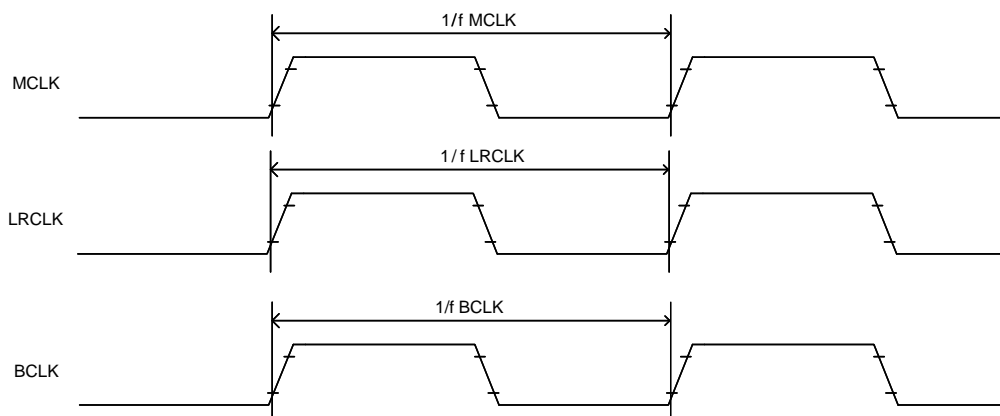 1/f MCLK
MCLK
1/f LRCLK
LRCLK
1/f BCLK
BCLK